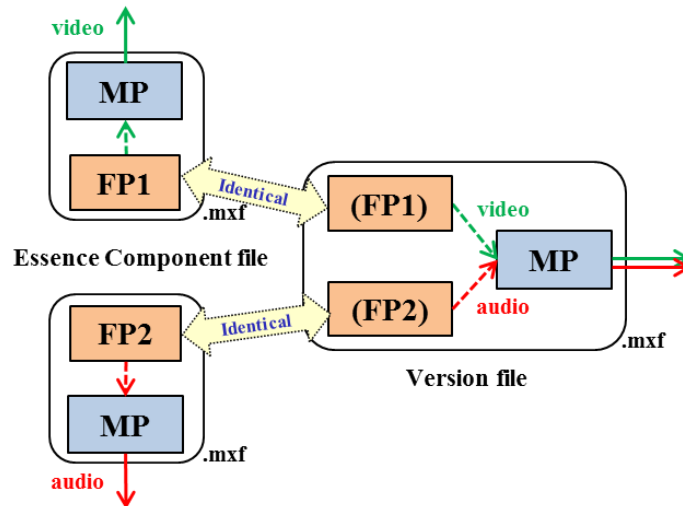 video
MP
FP1
.mxf
Identical
(FP1)
video
MP
Essence Component file
FP2
Identical
(FP2)
audio
.mxf
Version file
MP
.mxf
audio